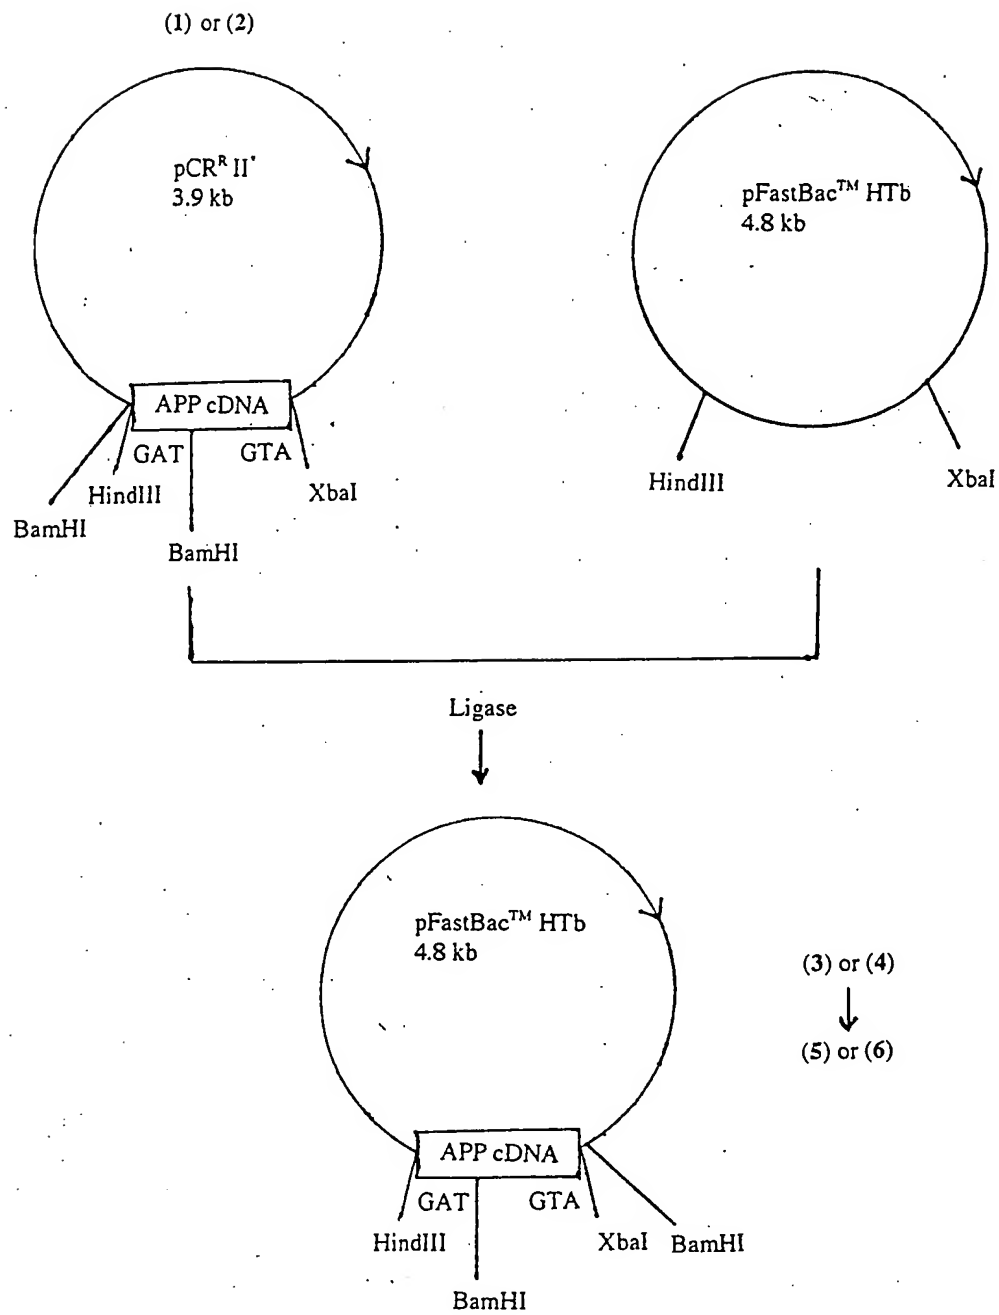 (1) or (2)
pCRᴿ II*
3.9 kb
pFastBac™ HTb
4.8 kb
APP cDNA
GAT
GTA
HindIII
XbaI
BamHI
BamHI
HindIII
XbaI
Ligase
pFastBac™ HTb
4.8 kb
(3) or (4)
(5) or (6)
APP cDNA
GAT
GTA
HindIII
XbaI
BamHI
BamHI